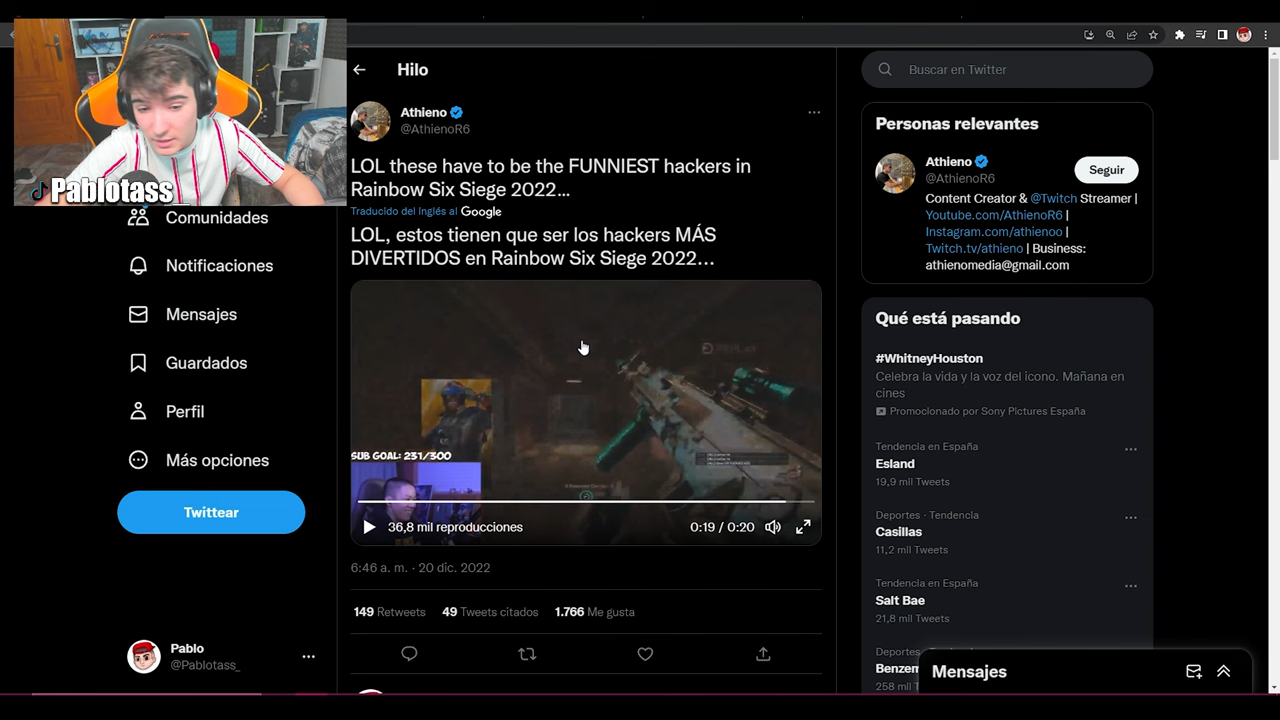 Pablotass_
Comunidades
Notificaciones
Mensajes
Guardados
Perfil
Más opciones
Twittear
Pablo
@Pablotass_
Hilo
Athieno
@AthienoR6
LOL these have to be the FUNNIEST hackers in
Rainbow Six Siege 2022...
Traducido del Inglés al Google
LOL, estos tienen que ser los hackers MÁS
DIVERTIDOS en Rainbow Six Siege 2022...
SUB GOAL: 231/300
36,8 mil reproducciones
0:19 / 0:20
6:46 a. m. · 20 dic. 2022
149 Retweets 49 Tweets citados 1.766 Me gusta
Buscar en Twitter
Personas relevantes
Athieno
@AthienoR6
Seguir
Content Creator & @Twitch Streamer |
Youtube.com/AthienoR6 |
Instagram.com/athienoo |
Twitch.tv/athieno | Business:
athienomedia@gmail.com
Qué está pasando
#WhitneyHouston
Celebra la vida y la voz del icono. Mañana en
cines
Promocionado por Sony Pictures España
Tendencia en España
Esland
19,9 mil Tweets
Deportes · Tendencia
Casillas
11,2 mil Tweets
Tendencia en España
Salt Bae
21,8 mil Tweets
Deportes
Benzem
258 mil
Mensajes